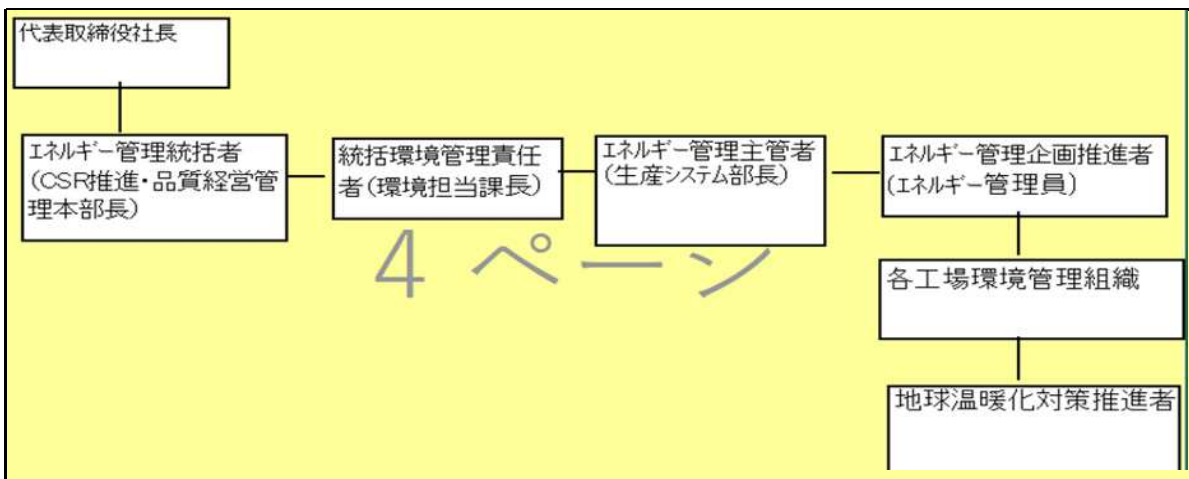 代表取締役社長
エネルギー管理統括者
(CSR推進・品質経営管
理本部長)
統括環境管理責任
者(環境担当課長)
エネルギー管理主管者
(生産システム部長)
エネルギー管理企画推進者
(エネルギー管理員)
4 ページ
各工場環境管理組織
地球温暖化対策推進者